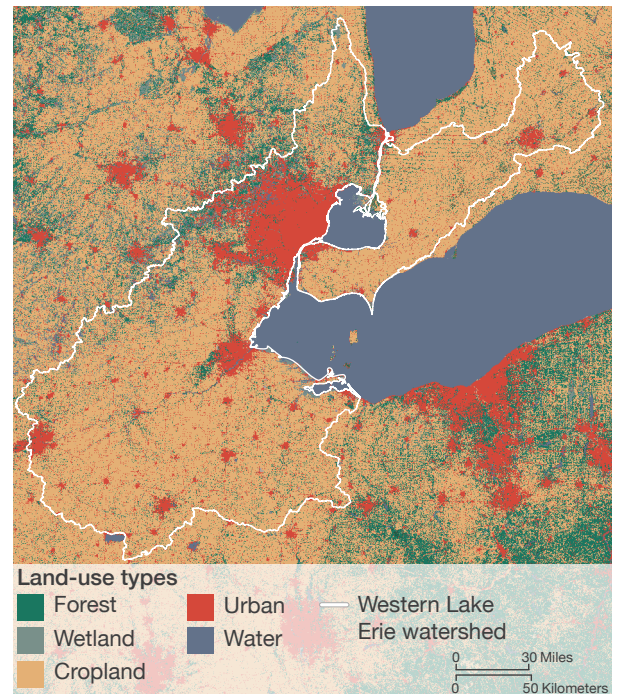 Land-use types
Forest
Wetland
Cropland
Urban
Water
Western Lake
Erie watershed
0 30 Miles
0 50 Kilometers